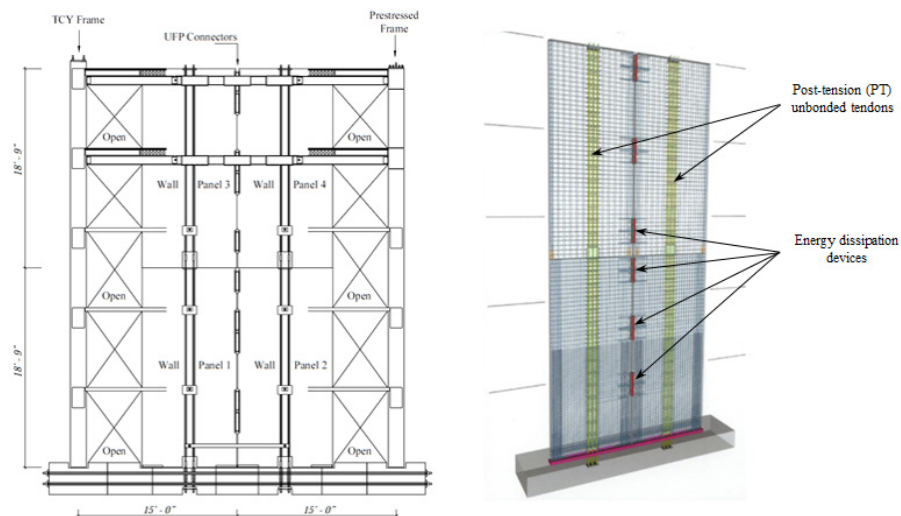 TCY Frame
UFP Connectors
Prestressed
Frame
Open
Open
18' - 9"
Wall
Panel 3
Wall
Panel 4
Open
Open
18' - 9"
Wall
Panel 1
Wall
Panel 2
Open
Open
15' - 0"
15' - 0"
Post-tension (PT)
unbonded tendons
Energy dissipation
devices